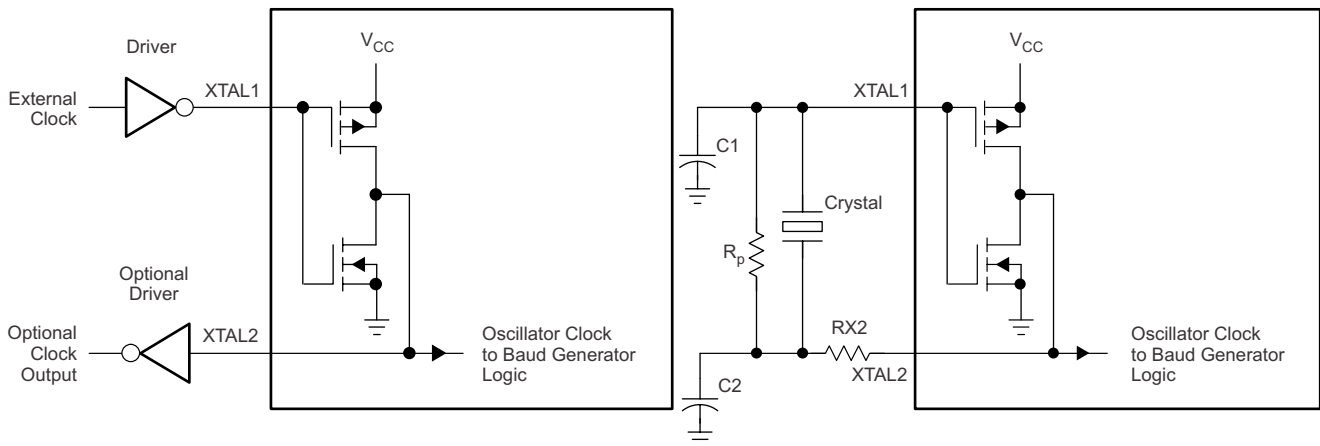 Driver
V_CC
External
Clock
XTAL1
Optional
Driver
Optional
Clock
Output
XTAL2
Oscillator Clock
to Baud Generator
Logic
V_CC
XTAL1
C1
Crystal
R_p
RX2
XTAL2
C2
Oscillator Clock
to Baud Generator
Logic